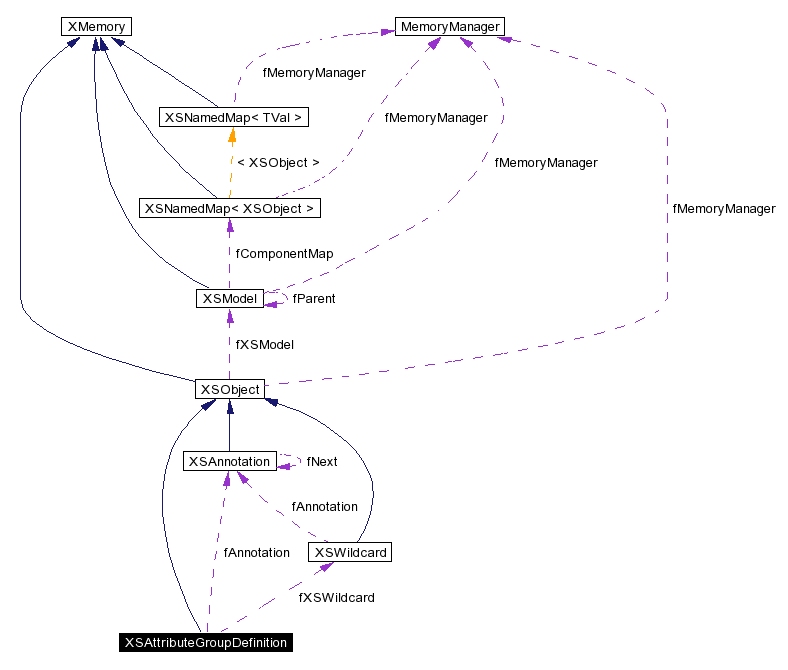 XMemory
MemoryManager
fMemoryManager
XSNamedMap< TVal >
fMemoryManager
< XSObject >
fMemoryManager
XSNamedMap< XSObject >
fMemoryManager
fComponentMap
XSModel
fParent
fXSModel
XSObject
XSAnnotation
fNext
fAnnotation
fAnnotation
XSWildcard
fXSWildcard
XSAttributeGroupDefinition